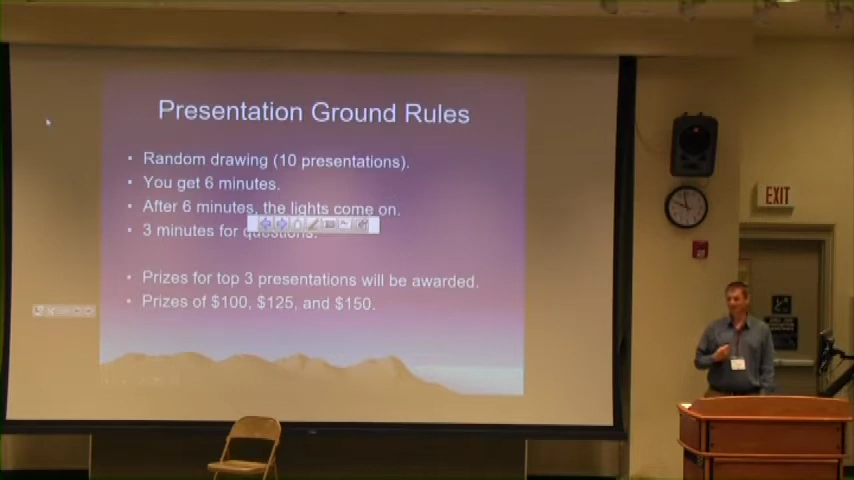 Presentation Ground Rules
• Random drawing (10 presentations).
• You get 6 minutes.
• After 6 minutes, the lights come on.
• 3 minutes for questions.
• Prizes for top 3 presentations will be awarded.
• Prizes of $100, $125, and $150.
EXIT